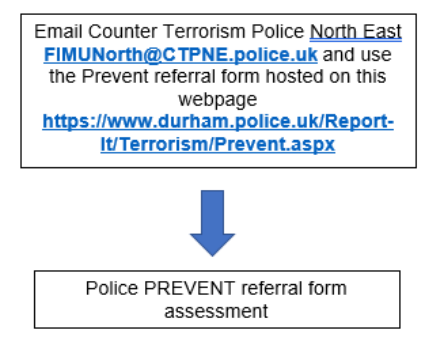 Email Counter Terrorism Police North East
FIMUNorth@CTPNE.police.uk and use
the Prevent referral form hosted on this
webpage
https://www.durham.police.uk/Report-
It/Terrorism/Prevent.aspx
Police PREVENT referral form
assessment